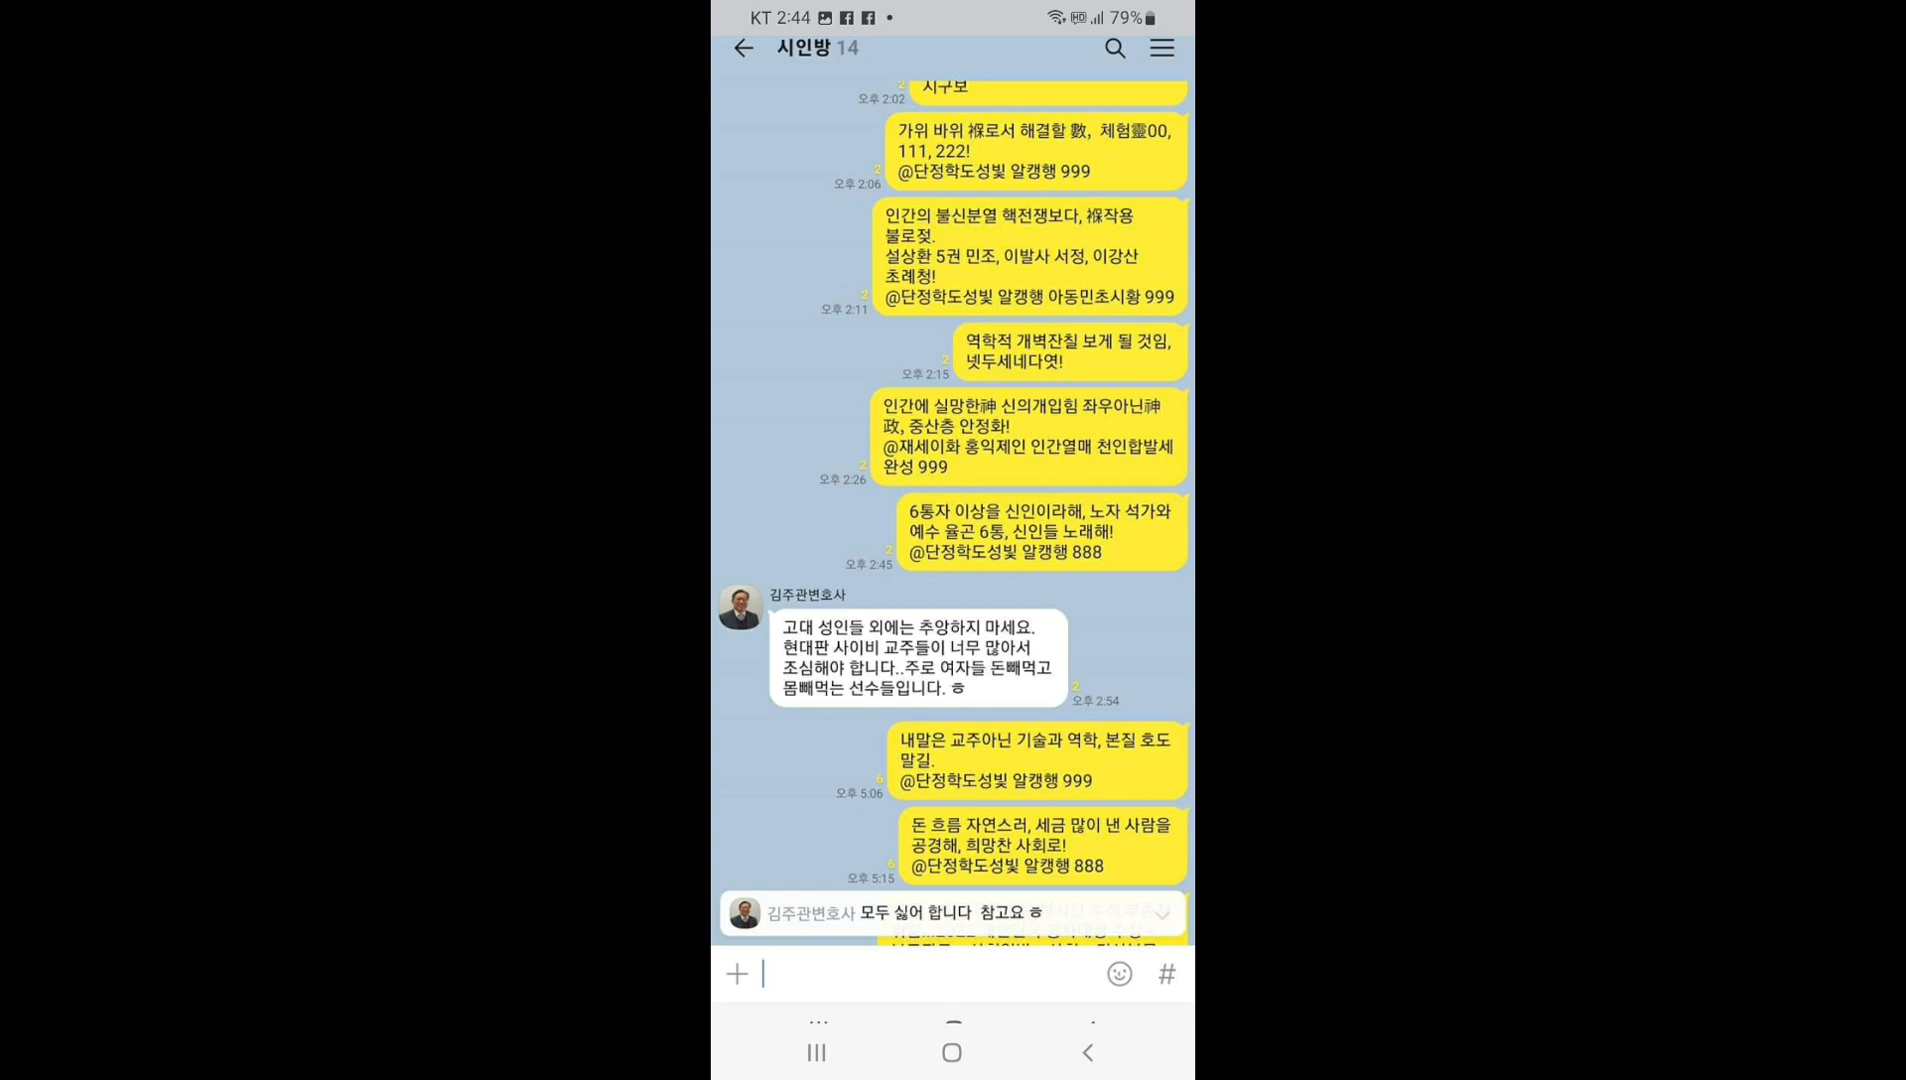 KT 2:44
79%
시인방 14
2
시구보
오후 2:02
가위 바위 褓로서 해결할 數, 체험靈00,
111, 222!
@단정학도성빛 알캥행 999
2
오후 2:06
인간의 불신분열 핵전쟁보다, 褓작용
불로젖.
설상환 5권 민조, 이발사 서정, 이강산
초례청!
@단정학도성빛 알캥행 아동민초시황 999
2
오후 2:11
역학적 개벽잔칠 보게 될 것임,
넷두세네다엿!
2
오후 2:15
인간에 실망한神 신의개입힘 좌우아닌神
政, 중산층 안정화!
@재세이화 홍익제인 인간열매 천인합발세
완성 999
2
오후 2:26
6통자 이상을 신인이라해, 노자 석가와
예수 율곤 6통, 신인들 노래해!
@단정학도성빛 알캥행 888
2
오후 2:45
김주관변호사
고대 성인들 외에는 추앙하지 마세요.
현대판 사이비 교주들이 너무 많아서
조심해야 합니다..주로 여자들 돈빼먹고
몸빼먹는 선수들입니다. ㅎ
2
오후 2:54
내말은 교주아닌 기술과 역학, 본질 호도
말길.
@단정학도성빛 알캥행 999
6
오후 5:06
돈 흐름 자연스러, 세금 많이 낸 사람을
공경해, 희망찬 사회로!
@단정학도성빛 알캥행 888
6
오후 5:15
김주관변호사 모두 싫어 합니다 참고요 ㅎ
#